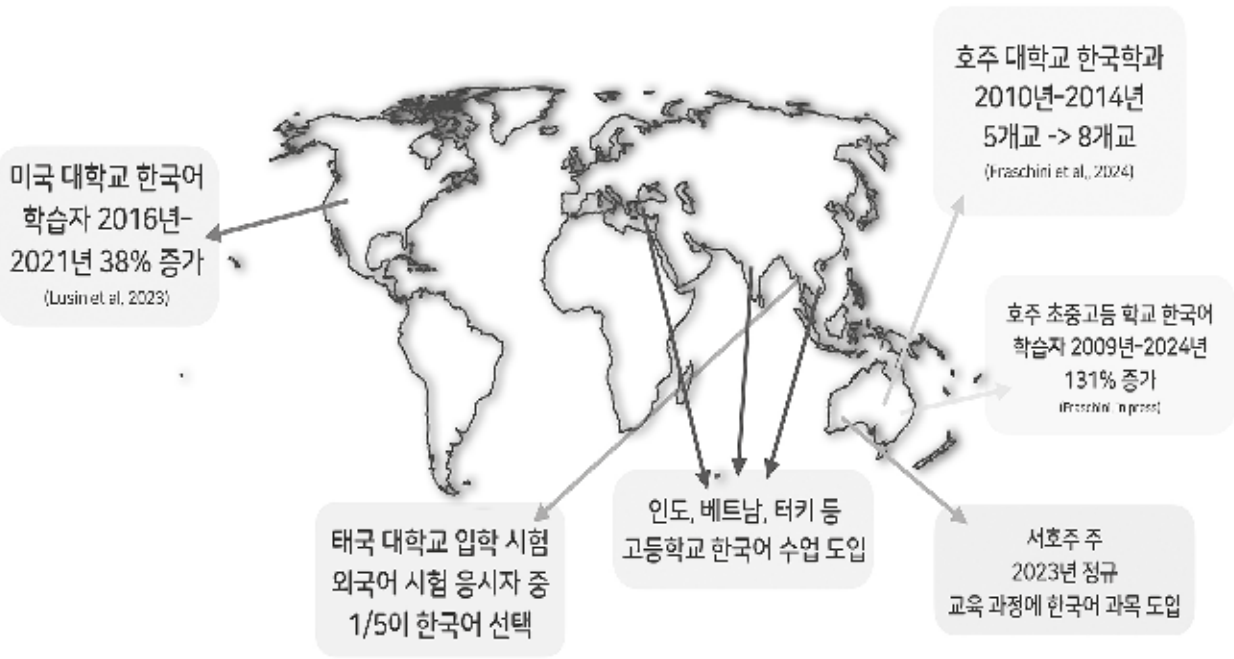 미국 대학교 한국어
학습자 2016년-
2021년 38% 증가
(Lusin et al, 2023)
호주 대학교 한국학과
2010년-2014년
5개교 -> 8개교
(Fraschini et al., 2024)
호주 초중고등 학교 한국어
학습자 2009년-2024년
131% 증가
(Fraschini, in press)
태국 대학교 입학 시험
외국어 시험 응시자 중
1/5이 한국어 선택
인도, 베트남, 터키 등
고등학교 한국어 수업 도입
서호주 주
2023년 정규
교육 과정에 한국어 과목 도입